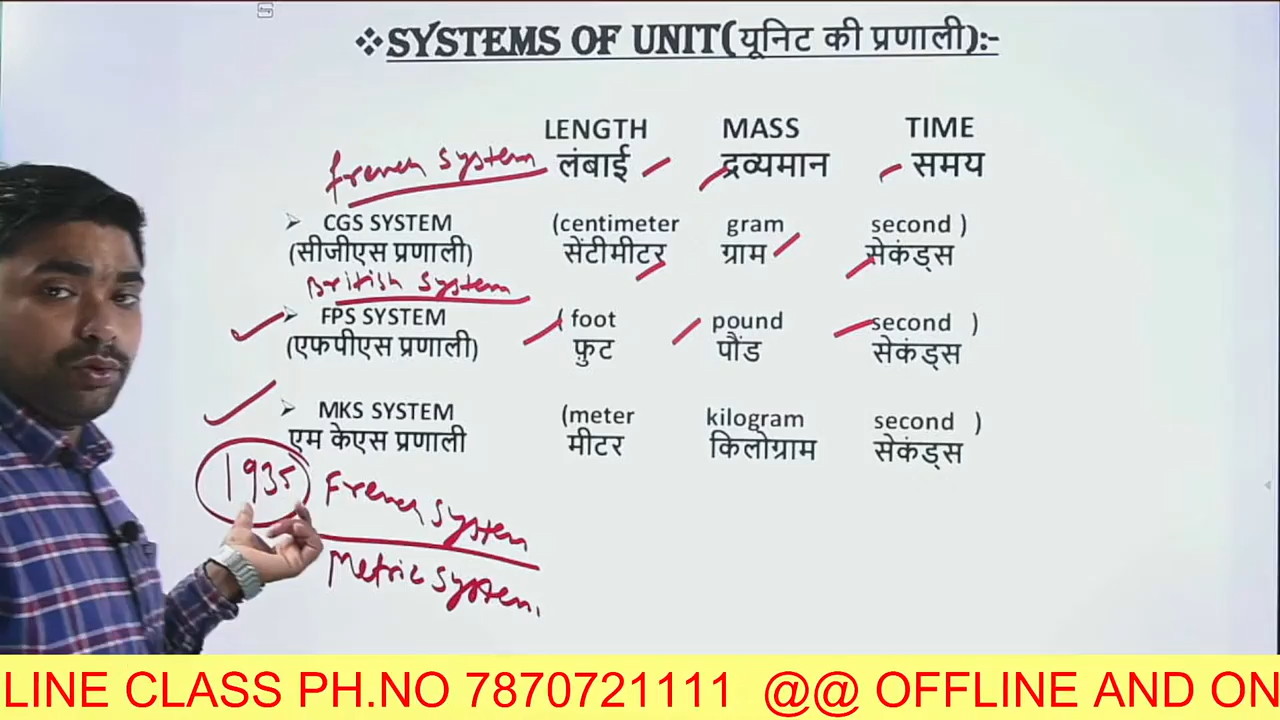 ❖SYSTEMS OF UNIT(यूनिट की प्रणाली):-
LENGTH MASS TIME
French System लंबाई द्रव्यमान समय
➢ CGS SYSTEM (centimeter gram second )
(सीजीएस प्रणाली) सेंटीमीटर ग्राम सेकंड्स
British System
➢ FPS SYSTEM ( foot pound second )
(एफपीएस प्रणाली) फ़ुट पौंड सेकंड्स
➢ MKS SYSTEM (meter kilogram second )
एम केएस प्रणाली मीटर किलोग्राम सेकंड्स
1935 French System
Metric System.
LINE CLASS PH.NO 7870721111 @@ OFFLINE AND ON